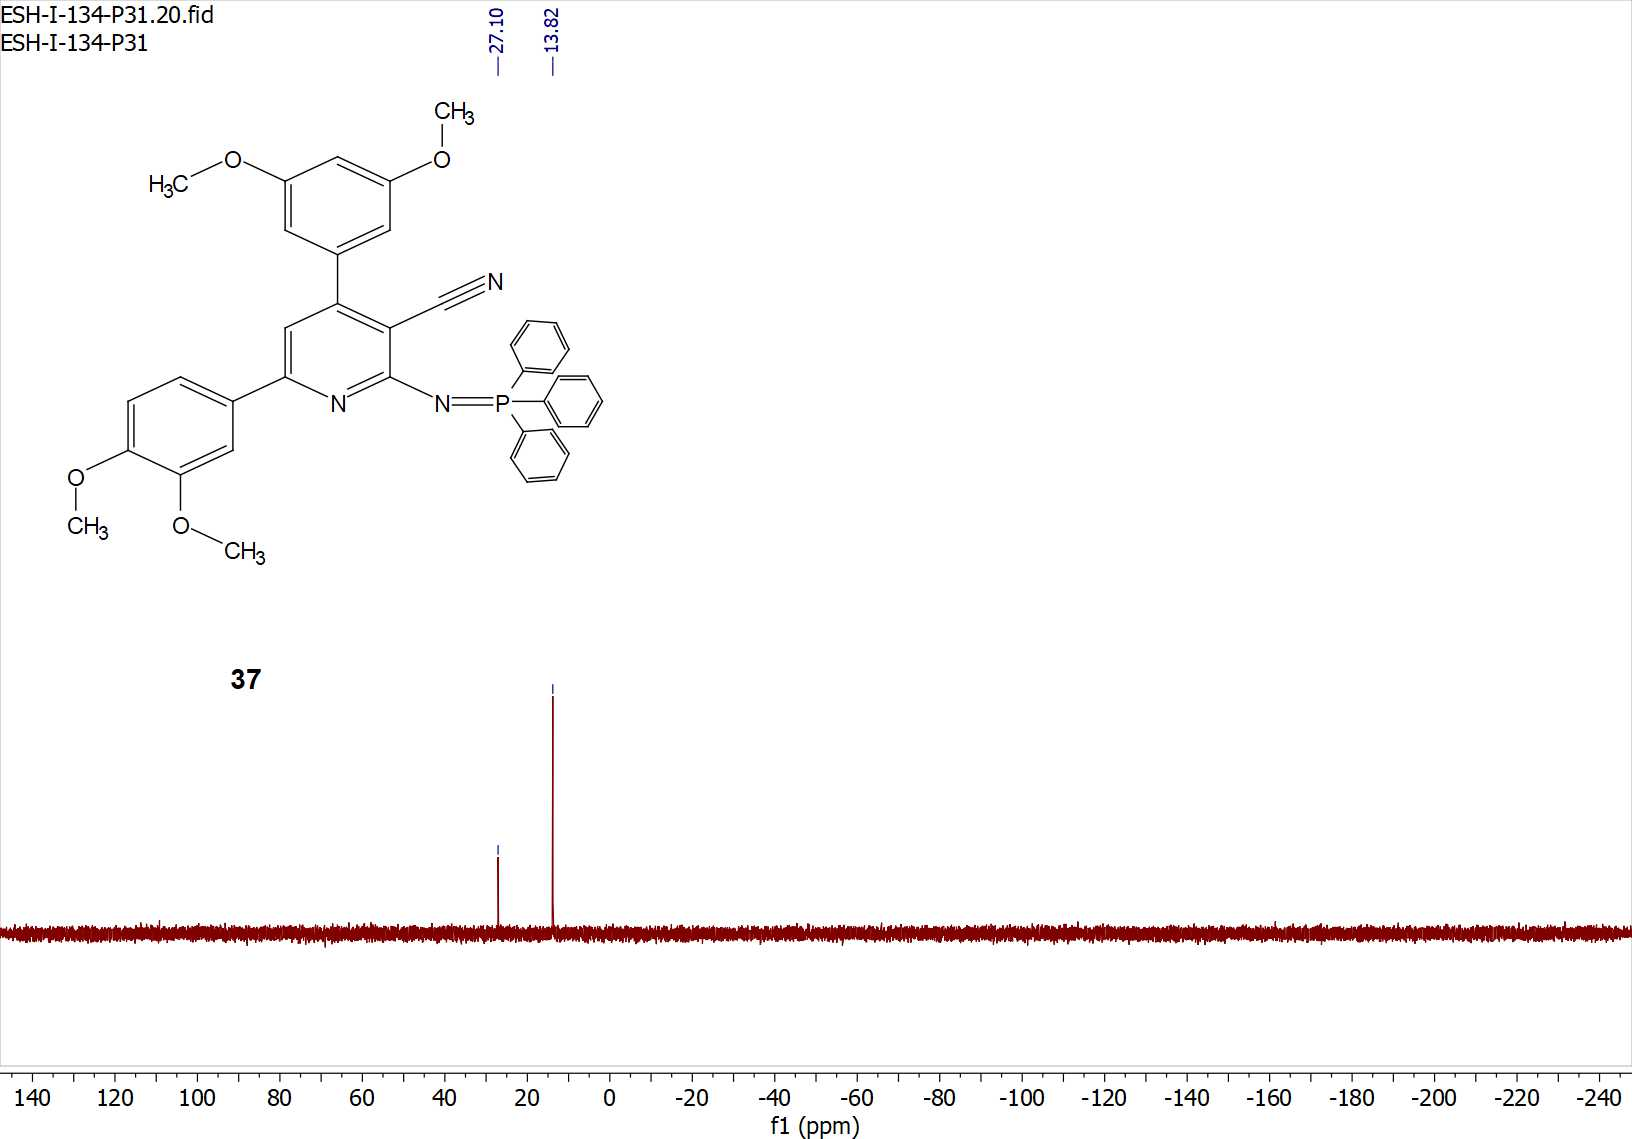 ESH-I-134-P31.20.fid
ESH-I-134-P31
27.10
13.82
CH3
O
O
H3C
N
N
N
P
O
O
CH3
CH3
37
140 120 100 80 60 40 20 0 -20 -40 -60 -80 -100 -120 -140 -160 -180 -200 -220 -240
f1 (ppm)